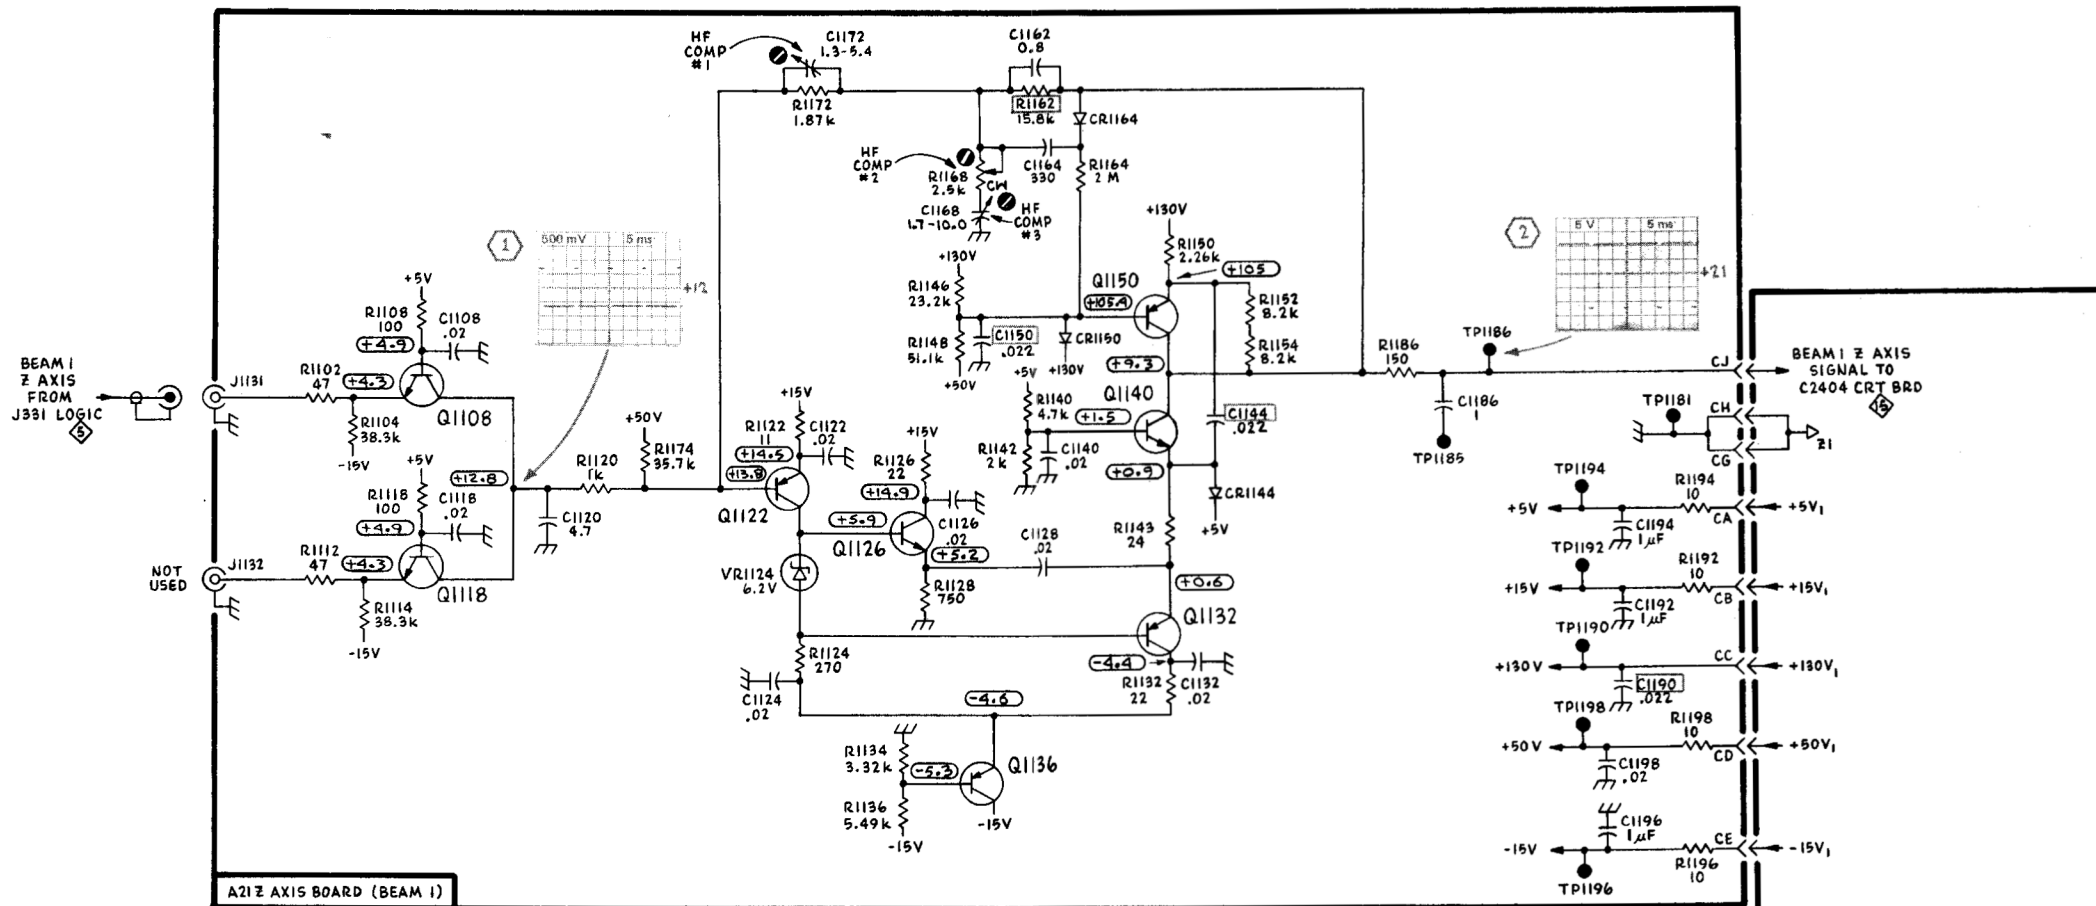 HF
COMP
#1
C1172
1.3-5.4
R1172
1.87k
C1162
0.8
R1162
15.8k
CR1164
HF
COMP
#2
R1168
2.5k
CW
C1164
330
R1164
2 M
C1168
1.7-10.0
HF
COMP
#3
1
500 mV
5 ms
+12
2
5 ms
+21
+130V
R1150
2.26k
+105
+130V
R1146
23.2k
Q1150
+105.4
R1152
8.2k
C1150
.022
CR1150
R1148
51.1k
R1154
8.2k
+50V
+130V
+9.3
R1186
150
TP1186
CJ
BEAM 1 Z AXIS
SIGNAL TO
C2404 CRT BRD
15
+5V
R1108
100
C1108
.02
+4.9
BEAM 1
Z AXIS
FROM
J331 LOGIC
5
J1131
R1102
47
+4.3
Q1108
R1104
38.3k
-15V
+5V
R1140
4.7k
Q1140
+1.5
C1144
.022
R1142
2k
C1140
.02
+0.9
CR1144
+5V
C1186
1
TP1185
TP1181
CH
CG
Z1
+15V
+50V
R1122
11
C1122
.02
+14.5
+13.8
R1174
35.7k
R1120
1k
+12.8
C1120
4.7
Q1122
+15V
R1126
22
+14.9
C1126
.02
+5.9
Q1126
+5.2
C1128
.02
R1143
24
+5V
R1118
100
C1118
.02
+4.9
NOT
USED
J1132
R1112
47
+4.3
Q1118
R1114
38.3k
-15V
VR1124
6.2V
R1128
750
+0.6
Q1132
-4.4
R1132
22
C1132
.02
R1124
270
C1124
.02
-4.6
R1134
3.32k
-5.3
Q1136
R1136
5.49k
-15V
-15V
TP1194
R1194
10
+5V
C1194
1µF
CA
+5V1
TP1192
R1192
10
+15V
C1192
1µF
CB
+15V1
TP1190
+130V
C1190
.022
CC
+130V1
TP1198
R1198
10
+50V
C1198
.02
CD
+50V1
C1196
1µF
-15V
R1196
10
CE
-15V1
TP1196
A21 Z AXIS BOARD (BEAM 1)